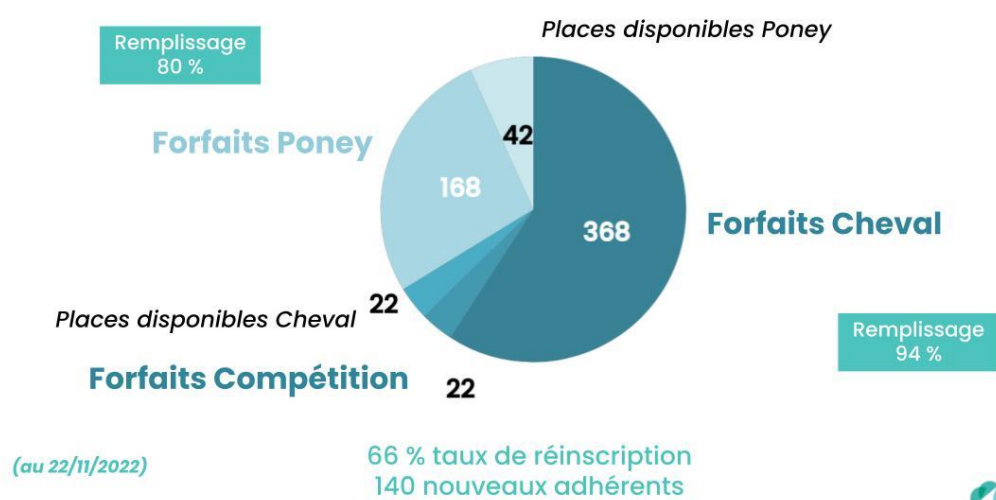 Places disponibles Poney
Remplissage
80 %
Forfaits Poney
42
168
368
Forfaits Cheval
22
Places disponibles Cheval
Remplissage
94 %
Forfaits Compétition
22
(au 22/11/2022)
66 % taux de réinscription
140 nouveaux adhérents